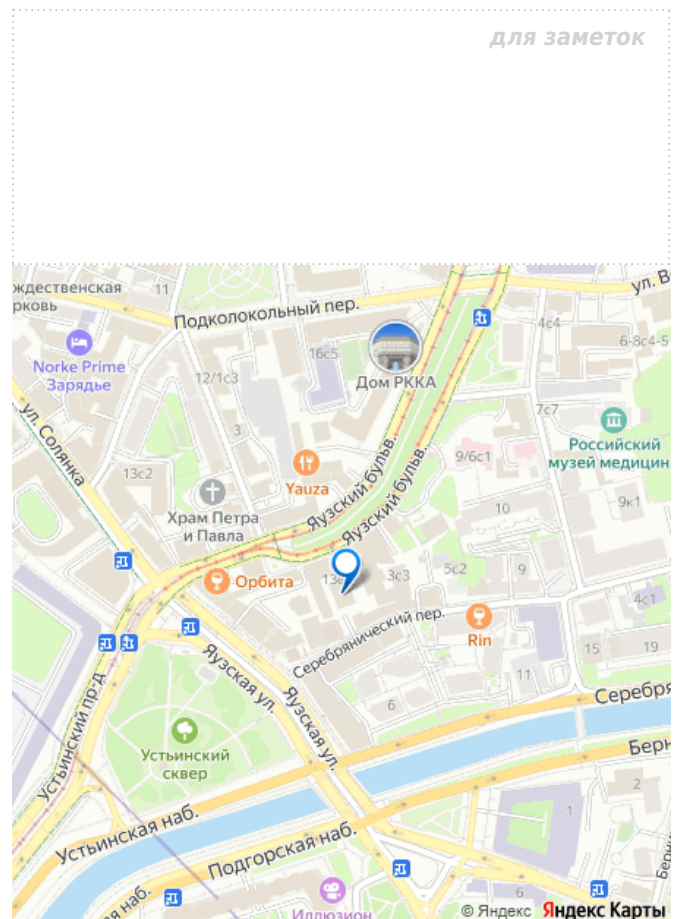 для заметок
ждественская
рковь
11
Подколокольный пер.
ул. В
4с4
6-8с4-5
Norke Prime
Зарядье
16с5
Дом РККА
12/1с3
3
7с7
ул. Солянка
Российский
музей медицин
13с2
Yauza
Яузский бульв.
Яузский бульв.
9/6с1
9к1
10
Храм Петра
и Павла
Орбита
3с3
5с2
9
4с1
Серебрянический пер.
Rin
15
19
11
6
Яузская ул.
Яузская ул.
Серебря
Устьинский пр-д
Устьинский
сквер
Берн
2
1
Устьинская наб.
Подгорская наб.
Берни
ая наб.
6
Иллюзион
© Яндекс Яндекс Карты